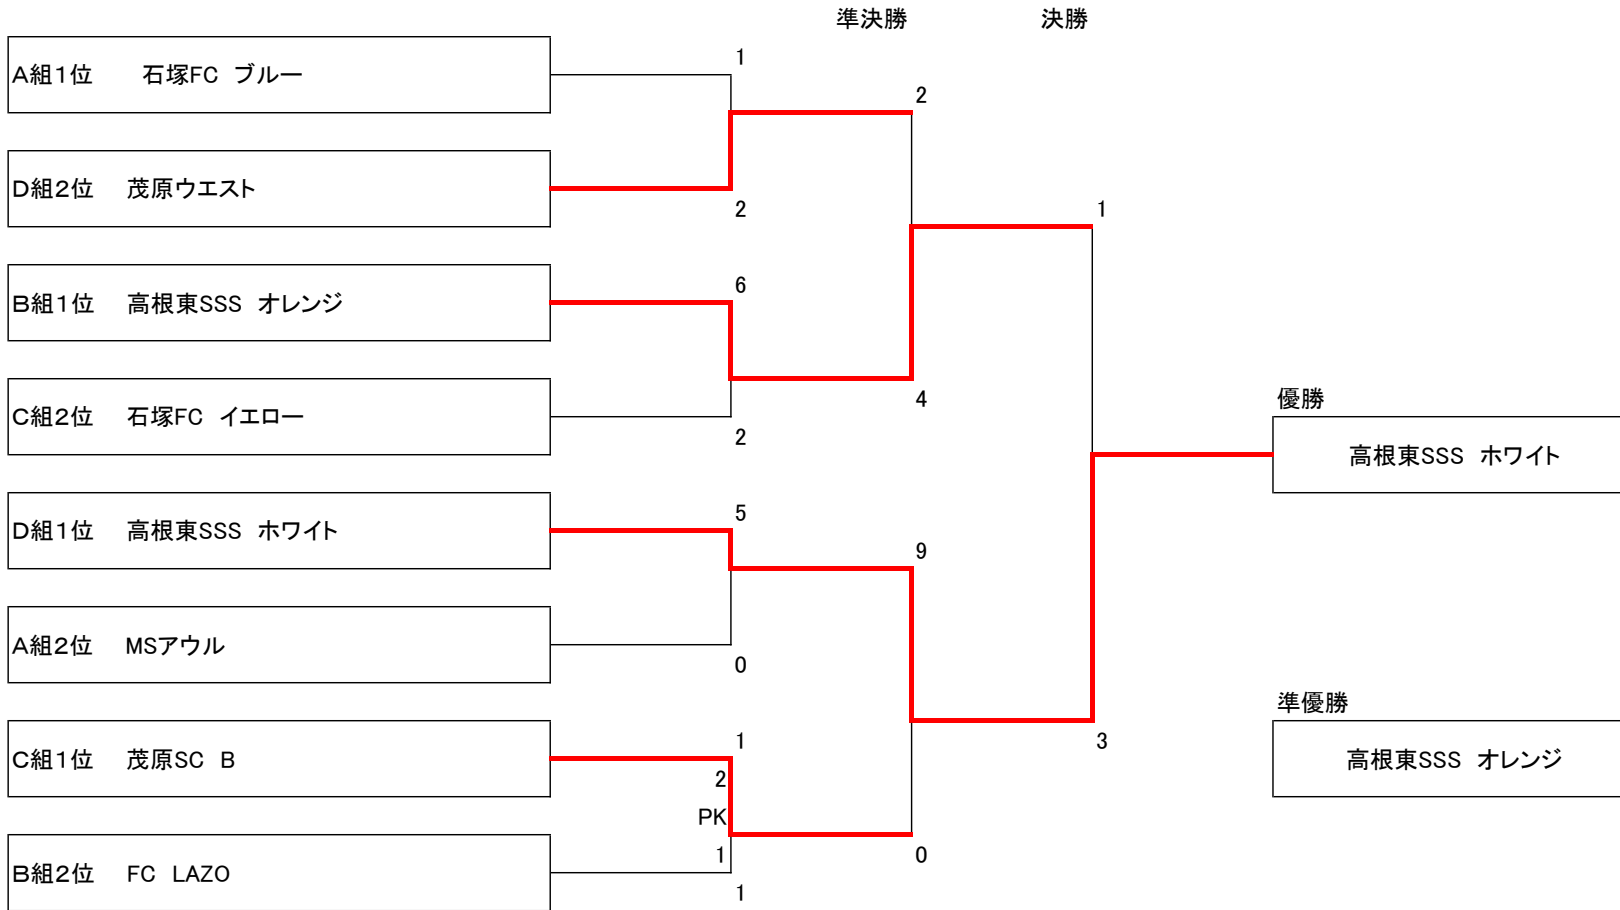 準決勝 決勝
1
A組1位 石塚FC ブルー
2
D組2位 茂原ウエスト
2
1
6
B組1位 高根東SSS オレンジ
4
優勝
C組2位 石塚FC イエロー
2
高根東SSS ホワイト
5
D組1位 高根東SSS ホワイト
9
A組2位 MSアウル
0
準優勝
1
3
C組1位 茂原SC B
高根東SSS オレンジ
2
PK
1
0
B組2位 FC LAZO
1